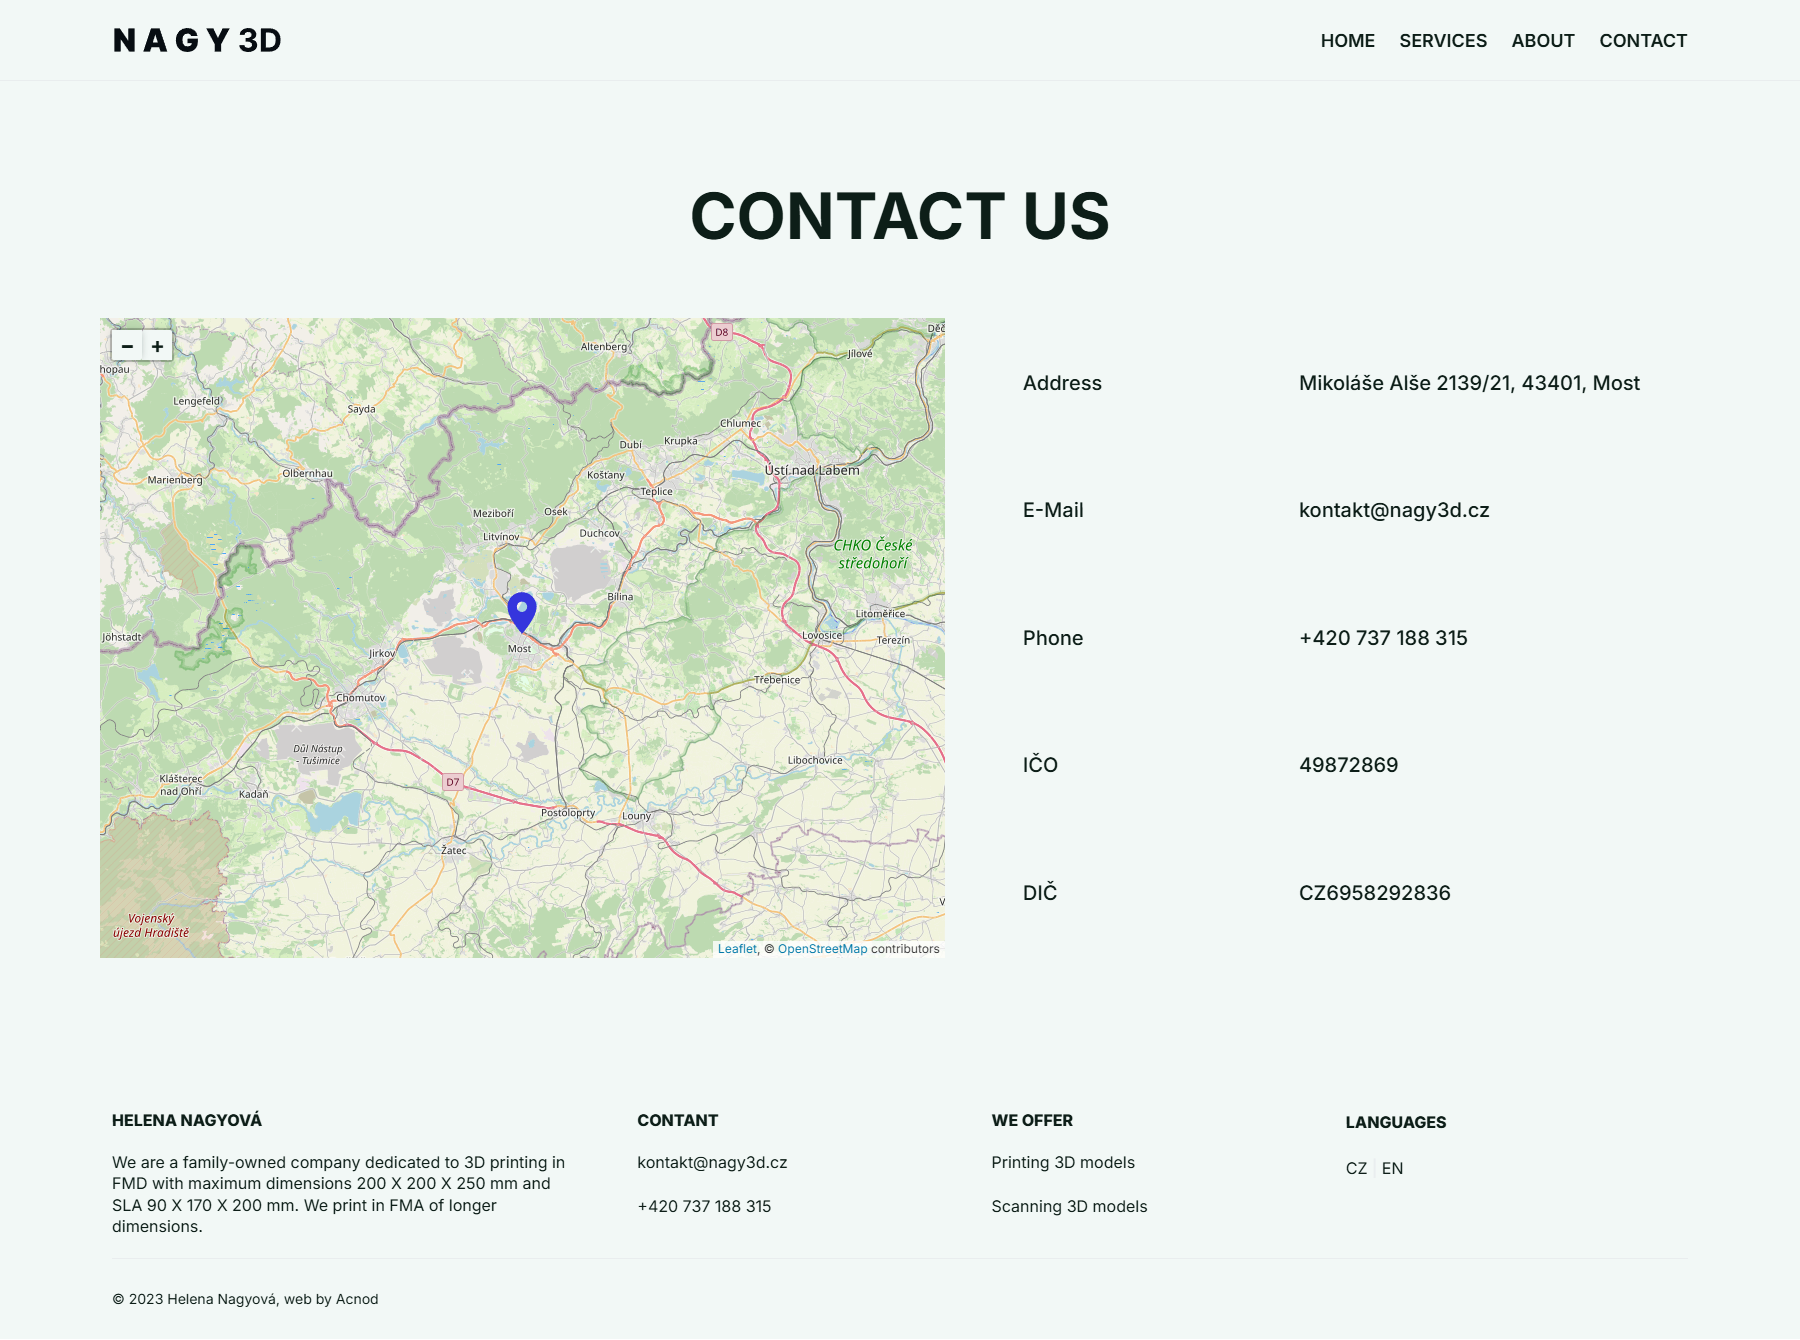 NAGY 3D
HOME SERVICES ABOUT CONTACT
CONTACT US
− +
D8
Děč
Altenberg
Jílové
hopau
Lengefeld
Sayda
Chlumec
Dubí
Krupka
Ústí nad Labem
Olbernhau
Marienberg
Košťany
Teplice
Meziboří
Osek
Litvínov
Duchcov
CHKO České
středohoří
Bílina
Litoměřice
Jöhstadt
Lovosice
Terezín
Most
Jirkov
Třebenice
Chomutov
Důl Nástup
- Tušimice
Libochovice
Klášterec
nad Ohří
D7
Kadaň
Postoloprty
Louny
Žatec
V
Vojenský
újezd Hradiště
Leaflet, © OpenStreetMap contributors
Address Mikoláše Alše 2139/21, 43401, Most
E-Mail kontakt@nagy3d.cz
Phone +420 737 188 315
IČO 49872869
DIČ CZ6958292836
HELENA NAGYOVÁ
We are a family-owned company dedicated to 3D printing in
FMD with maximum dimensions 200 X 200 X 250 mm and
SLA 90 X 170 X 200 mm. We print in FMA of longer
dimensions.
CONTANT
kontakt@nagy3d.cz
+420 737 188 315
WE OFFER
Printing 3D models
Scanning 3D models
LANGUAGES
CZ EN
© 2023 Helena Nagyová, web by Acnod